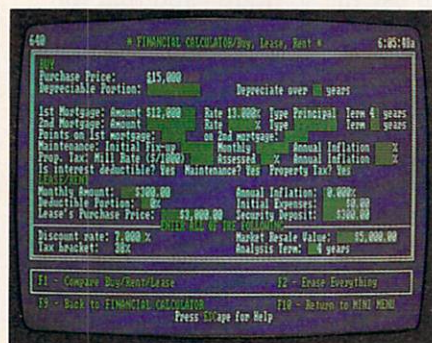 640 * FINANCIAL CALCULATOR/Buy, Lease, Rent * 6:05:48a
BUY
Purchase Price: $15,000
Depreciable Portion: Depreciate over years
1st Mortgage: Amount $12,000 Rate 13.000% Type Principal Term 4 years
2nd Mortgage: Amount Rate % Type Term years
Points on 1st mortgage: on 2nd mortgage:
Maintenance: Initial Fix-up Monthly Annual Inflation %
Prop. Tax: Mill Rate ($/1000) Assessed % Annual Inflation %
Is interest deductible? Yes Maintenance? Yes Property Tax? Yes
LEASE/RENT
Monthly Amount: $300.00 Annual Inflation: 0.000%
Deductible Portion: 0% Initial Expenses: $0.00
Lease's Purchase Price: $3,000.00 Security Deposit: $300.00
ENTER ALL OF THE FOLLOWING
Discount rate: 7.000% Market Resale Value: $5,000.00
Tax bracket: 38% Analysis Term: 4 years
F1 - Compare Buy/Rent/Lease F2 - Erase Everything
F9 - Back to FINANCIAL CALCULATOR F10 - Return to MINI MENU
Press ESCape for Help